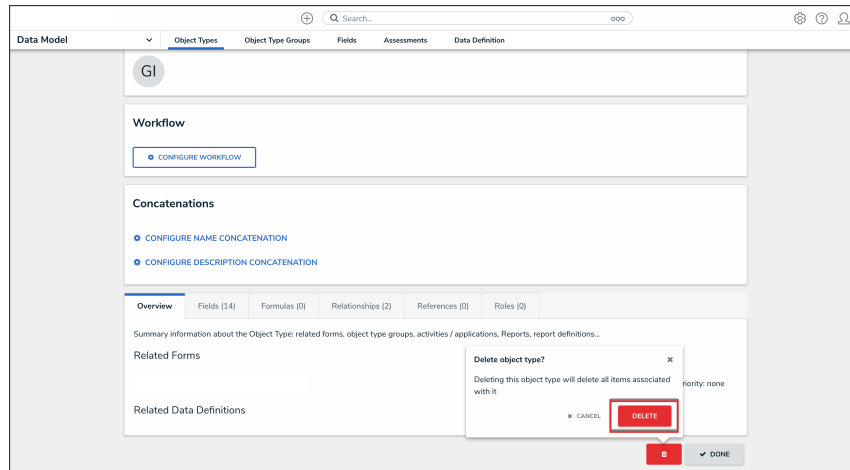 Search...
ooo
Data Model
Object Types
Object Type Groups
Fields
Assessments
Data Definition
GI
Workflow
CONFIGURE WORKFLOW
Concatenations
CONFIGURE NAME CONCATENATION
CONFIGURE DESCRIPTION CONCATENATION
Overview
Fields (14)
Formulas (0)
Relationships (2)
References (0)
Roles (0)
Summary information about the Object Type: related forms, object type groups, activities / applications, Reports, report definitions...
Related Forms
Delete object type?
Deleting this object type will delete all items associated
with it
riority: none
CANCEL
DELETE
Related Data Definitions
DONE